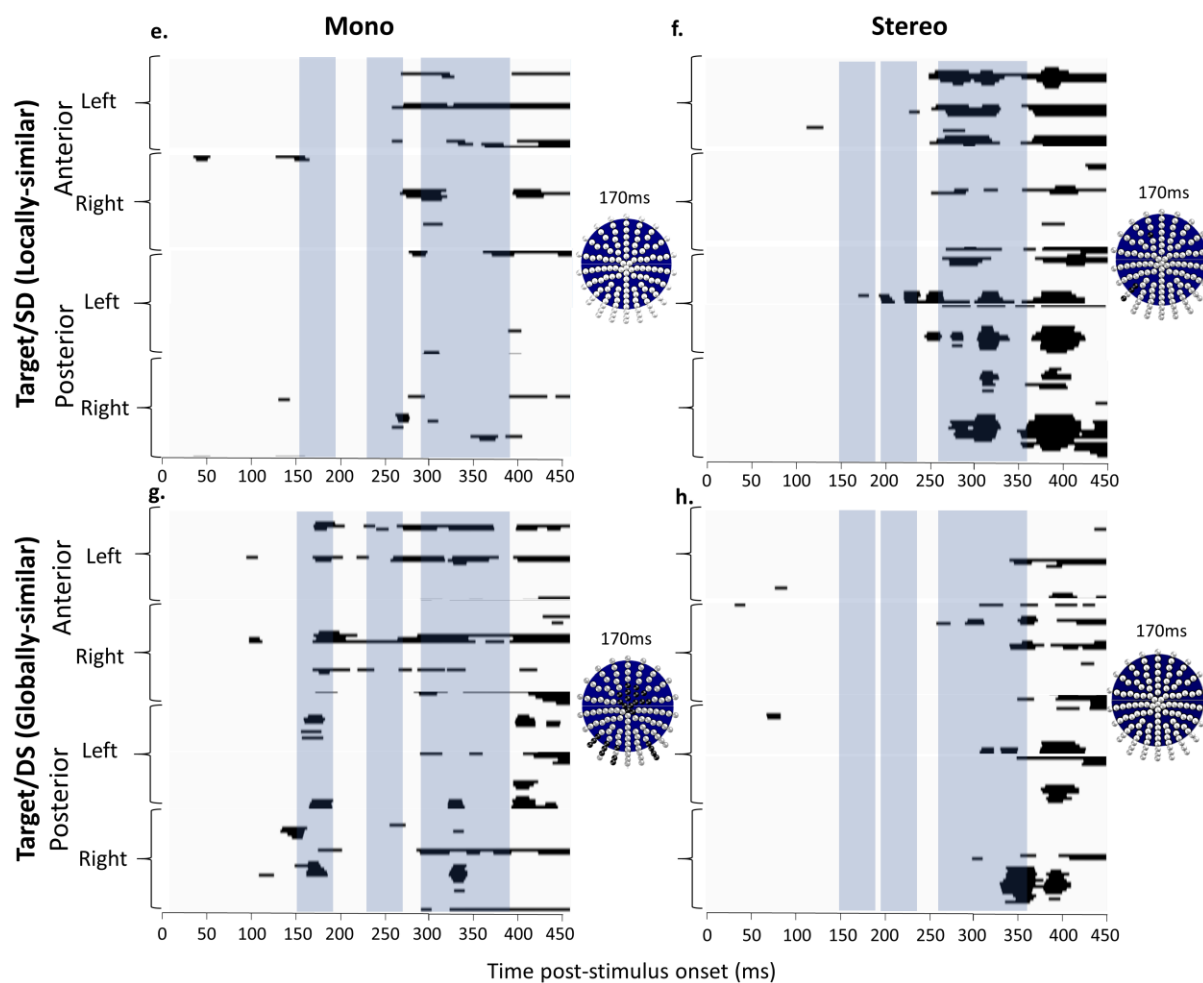 e.
Mono
f.
Stereo
Target/SD (Locally-similar)
Anterior
Left
Right
Posterior
Left
Right
170ms
170ms
0 50 100 150 200 250 300 350 400 450
0 50 100 150 200 250 300 350 400 450
g.
h.
Target/DS (Globally-similar)
Anterior
Left
Right
Posterior
Left
Right
170ms
170ms
0 50 100 150 200 250 300 350 400 450
0 50 100 150 200 250 300 350 400 450
Time post-stimulus onset (ms)